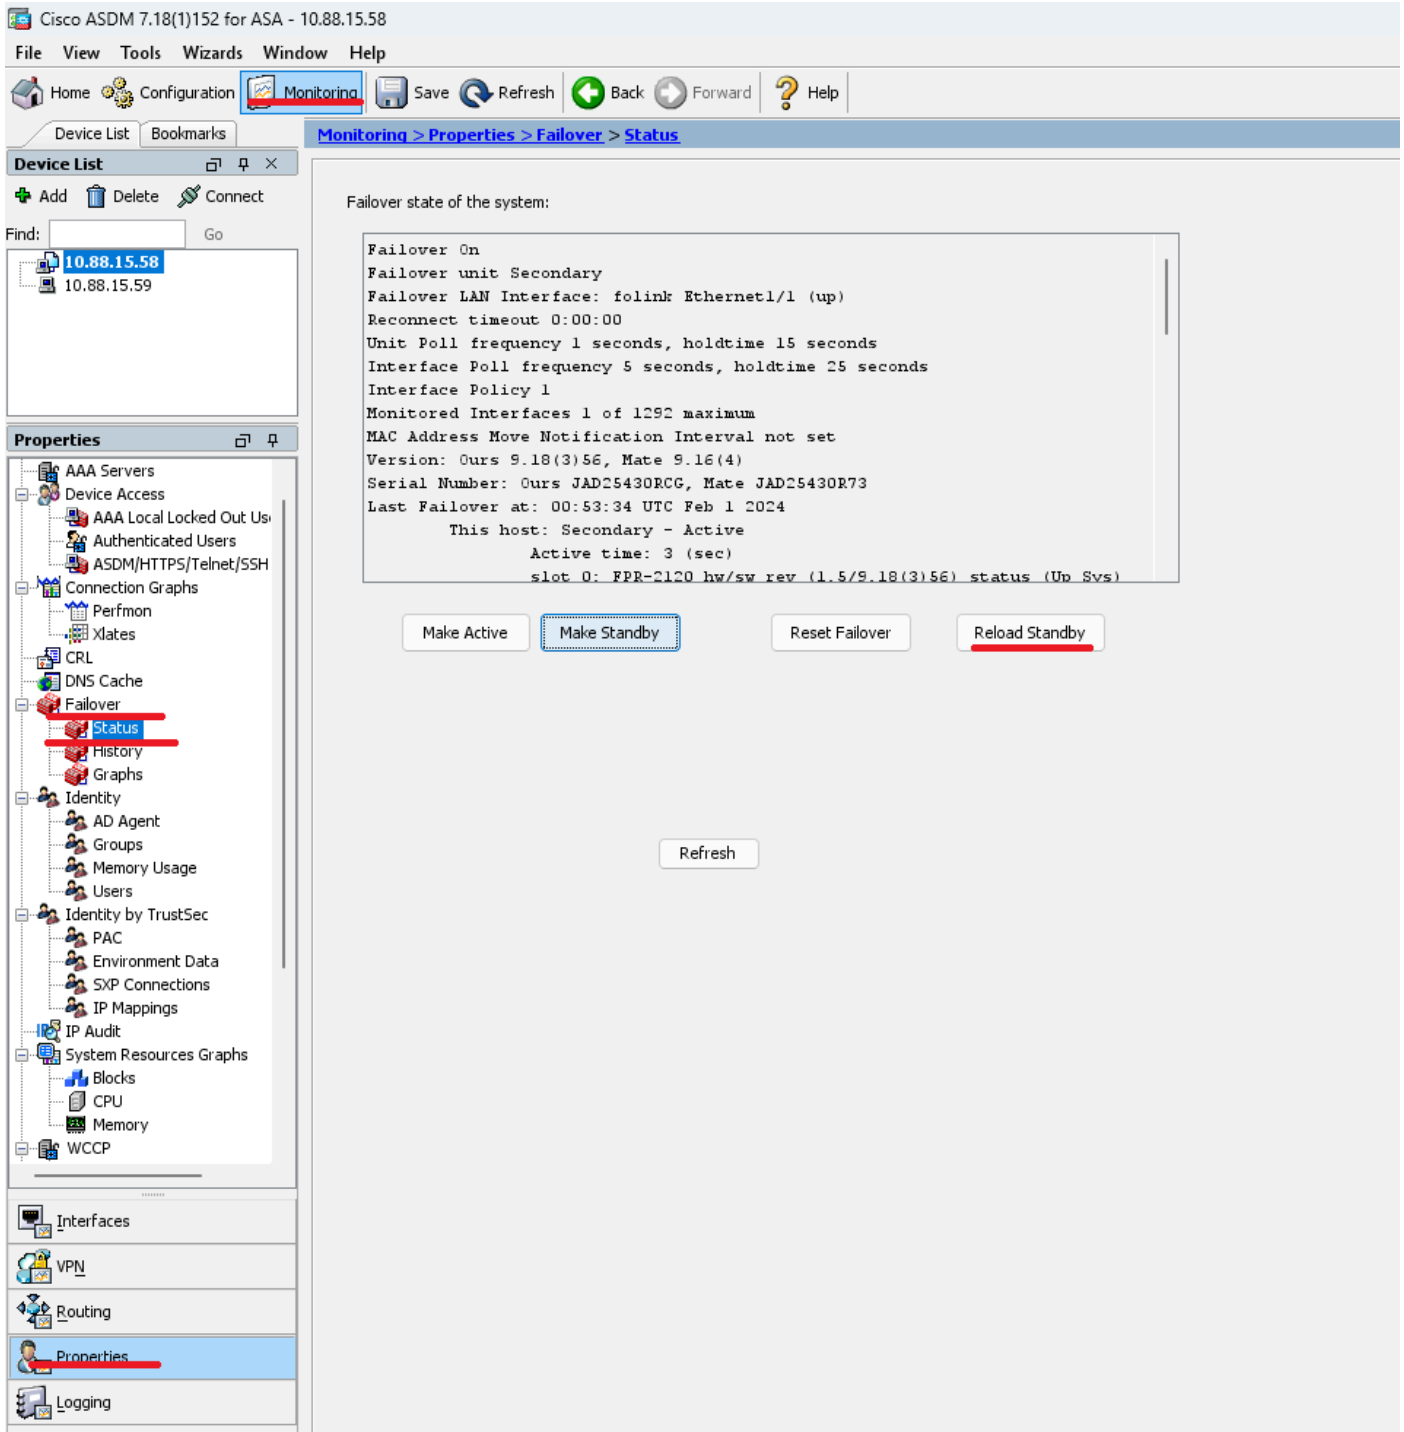 Cisco ASDM 7.18(1)152 for ASA - 10.88.15.58
File View Tools Wizards Window Help
Home Configuration Monitoring Save Refresh Back Forward Help
Device List Bookmarks
Monitoring > Properties > Failover > Status
Device List
Add Delete Connect
Find: Go
10.88.15.58
10.88.15.59
Failover state of the system:
Failover On
Failover unit Secondary
Failover LAN Interface: folink Ethernet1/1 (up)
Reconnect timeout 0:00:00
Unit Poll frequency 1 seconds, holdtime 15 seconds
Interface Poll frequency 5 seconds, holdtime 25 seconds
Interface Policy 1
Monitored Interfaces 1 of 1292 maximum
MAC Address Move Notification Interval not set
Version: Ours 9.18(3)56, Mate 9.16(4)
Serial Number: Ours JAD25430RCG, Mate JAD25430R73
Last Failover at: 00:53:34 UTC Feb 1 2024
This host: Secondary - Active
Active time: 3 (sec)
slot 0: FPR-2120 hw/sw rev (1.5/9.18(3)56) status (Up Sys)
Make Active Make Standby Reset Failover Reload Standby
Refresh
Properties
AAA Servers
Device Access
AAA Local Locked Out Us
Authenticated Users
ASDM/HTTPS/Telnet/SSH
Connection Graphs
Perfmon
Xlates
CRL
DNS Cache
Failover
Status
History
Graphs
Identity
AD Agent
Groups
Memory Usage
Users
Identity by TrustSec
PAC
Environment Data
SXP Connections
IP Mappings
IP Audit
System Resources Graphs
Blocks
CPU
Memory
WCCP
Interfaces
VPN
Routing
Properties
Logging